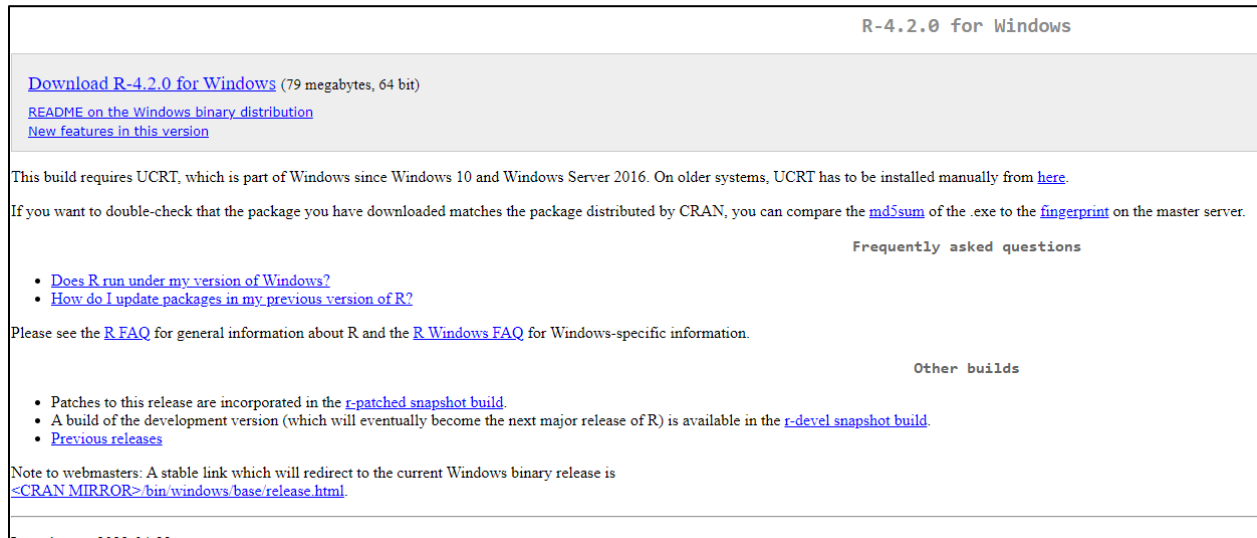 R-4.2.0 for Windows
Download R-4.2.0 for Windows (79 megabytes, 64 bit)
README on the Windows binary distribution
New features in this version
This build requires UCRT, which is part of Windows since Windows 10 and Windows Server 2016. On older systems, UCRT has to be installed manually from here.
If you want to double-check that the package you have downloaded matches the package distributed by CRAN, you can compare the md5sum of the .exe to the fingerprint on the master server.
Frequently asked questions
• Does R run under my version of Windows?
• How do I update packages in my previous version of R?
Please see the R FAQ for general information about R and the R Windows FAQ for Windows-specific information.
Other builds
• Patches to this release are incorporated in the r-patched snapshot build.
• A build of the development version (which will eventually become the next major release of R) is available in the r-devel snapshot build.
• Previous releases
Note to webmasters: A stable link which will redirect to the current Windows binary release is
<CRAN MIRROR>/bin/windows/base/release.html.